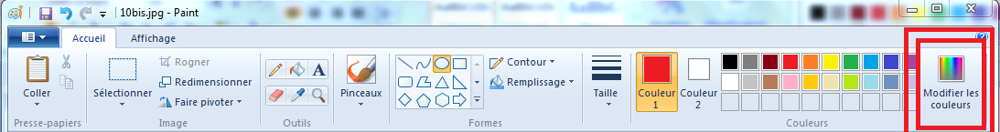 10bis.jpg - Paint
Accueil
Affichage
Coller
Sélectionner
Rogner
Redimensionner
Faire pivoter
A
Pinceaux
Contour
Remplissage
Taille
Couleur
1
Couleur
2
Modifier les
couleurs
Presse-papiers
Image
Outils
Formes
Couleurs